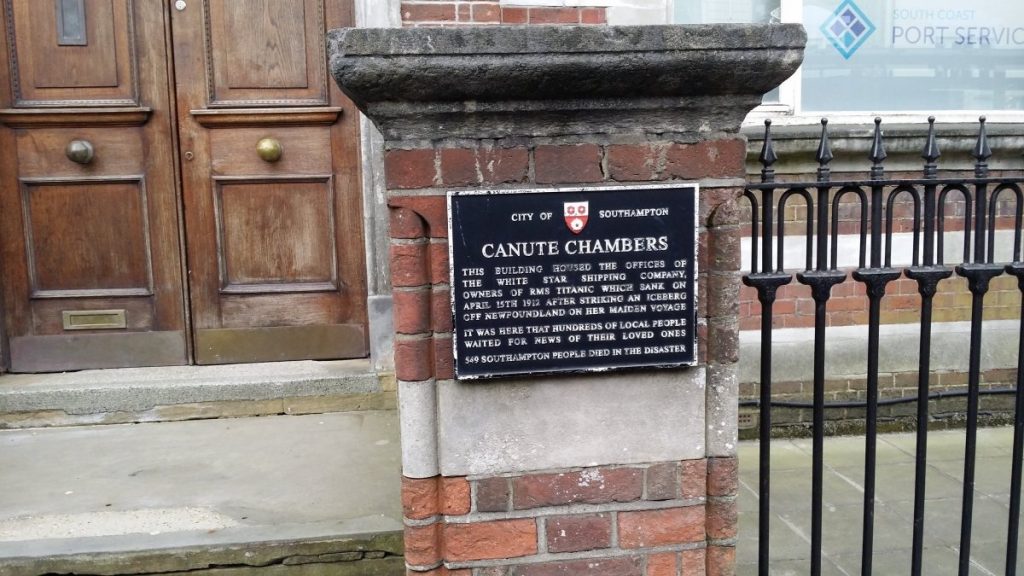 SOUTH COAST
PORT SERVIC
CITY OF SOUTHAMPTON
CANUTE CHAMBERS
THIS BUILDING HOUSED THE OFFICES OF
THE WHITE STAR SHIPPING COMPANY,
OWNERS OF RMS TITANIC WHICH SANK ON
APRIL 15TH 1912 AFTER STRIKING AN ICEBERG
OFF NEWFOUNDLAND ON HER MAIDEN VOYAGE
IT WAS HERE THAT HUNDREDS OF LOCAL PEOPLE
WAITED FOR NEWS OF THEIR LOVED ONES
549 SOUTHAMPTON PEOPLE DIED IN THE DISASTER